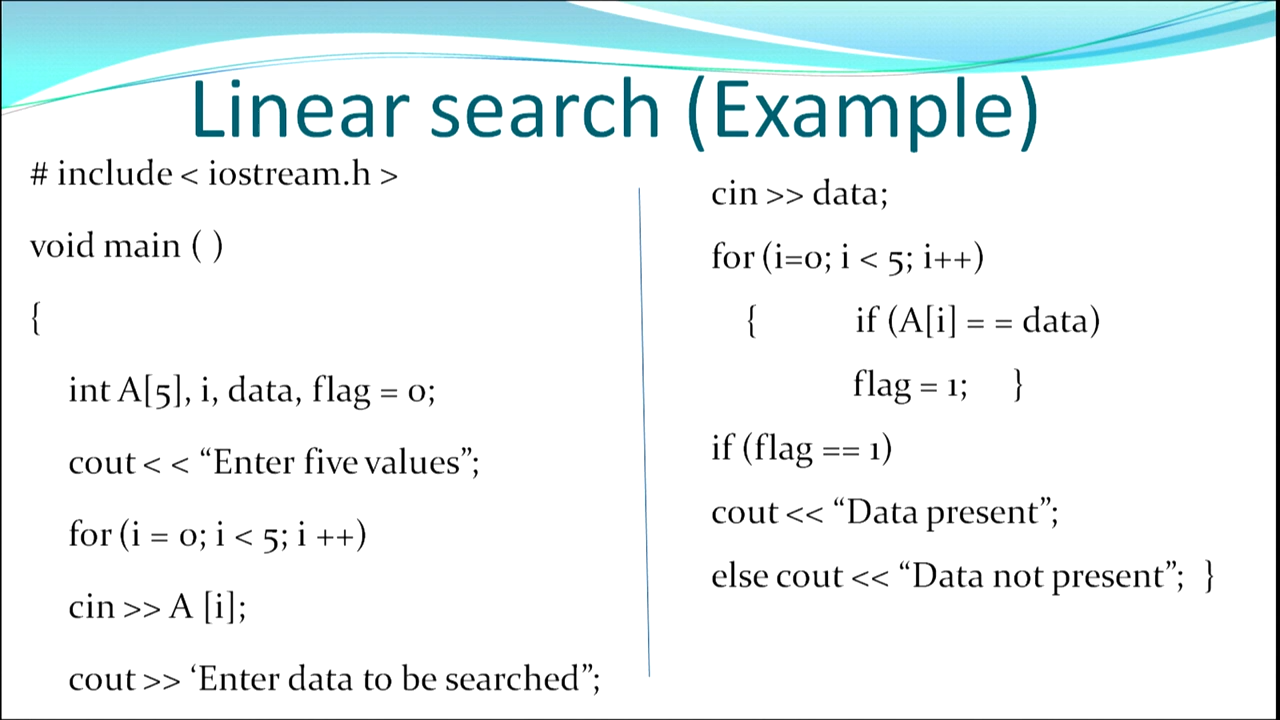 Linear search (Example)
# include < iostream.h >
void main ( )
{
int A[5], i, data, flag = 0;
cout < < “Enter five values”;
for (i = 0; i < 5; i ++)
cin >> A [i];
cout >> ‘Enter data to be searched”;
cin >> data;
for (i=0; i < 5; i++)
{ if (A[i] = = data)
flag = 1; }
if (flag == 1)
cout << “Data present”;
else cout << “Data not present”; }